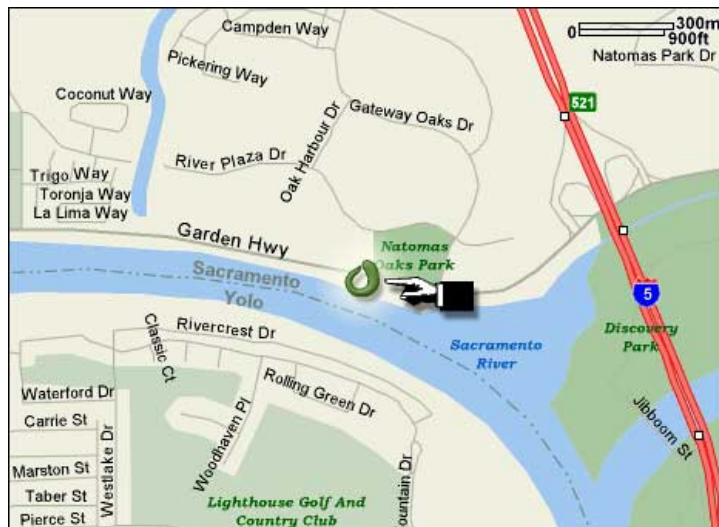 Campden Way
0 300m
900ft
Natomas Park Dr
Pickering Way
Coconut Way
521
Gateway Oaks Dr
Oak Harbour Dr
River Plaza Dr
Trigo Way
Toronja Way
La Lima Way
Garden Hwy
Natomas
Oaks Park
Sacramento
Yolo
5
Rivercrest Dr
Classic Ct
Sacramento
River
Discovery
Park
Rolling Green Dr
Waterford Dr
Carrie St
Westlake Dr
Woodhaven Pl
Jibboom St
Marston St
Taber St
Pierce St
Lighthouse Golf And
Country Club
ountain Dr